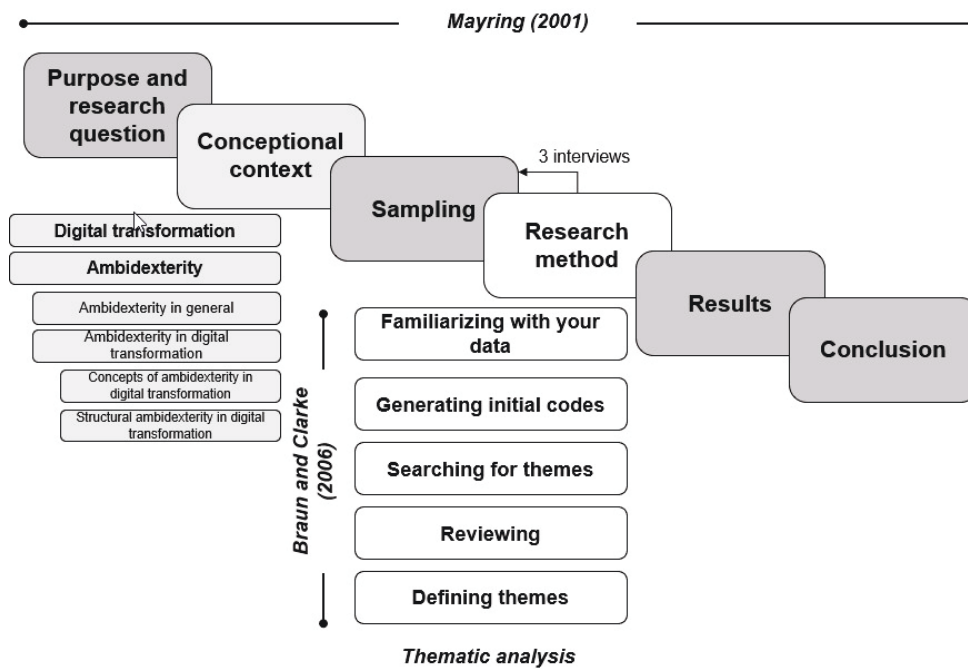 Mayring (2001)
Purpose and
research
question
Conceptional
context
Sampling
3 interviews
Research
method
Results
Conclusion
Digital transformation
Ambidexterity
Ambidexterity in general
Ambidexterity in digital
transformation
Concepts of ambidexterity in
digital transformation
Structural ambidexterity in digital
transformation
Braun and Clarke
(2006)
Familiarizing with your
data
Generating initial codes
Searching for themes
Reviewing
Defining themes
Thematic analysis